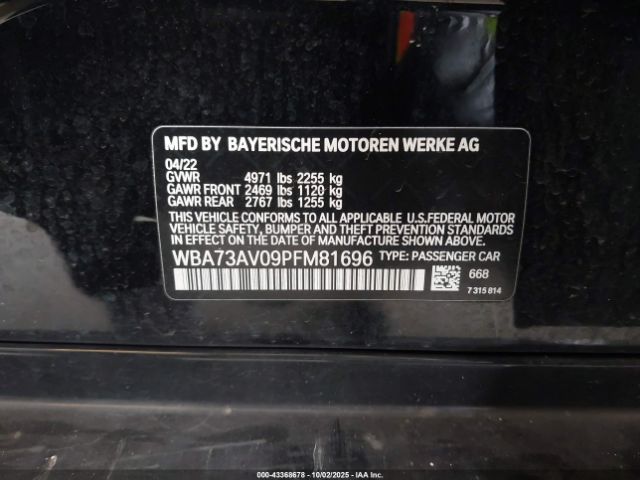 MFD BY BAYERISCHE MOTOREN WERKE AG
04/22
GVWR 4971 lbs 2255 kg
GAWR FRONT 2469 lbs 1120 kg
GAWR REAR 2767 lbs 1255 kg
THIS VEHICLE CONFORMS TO ALL APPLICABLE U.S.FEDERAL MOTOR
VEHICLE SAFETY, BUMPER AND THEFT PREVENTION STANDARDS
IN EFFECT ON THE DATE OF MANUFACTURE SHOWN ABOVE.
WBA73AV09PFM81696 TYPE: PASSENGER CAR
668
7 315 814
000-43368678 - 10/02/2025 - IAA Inc.